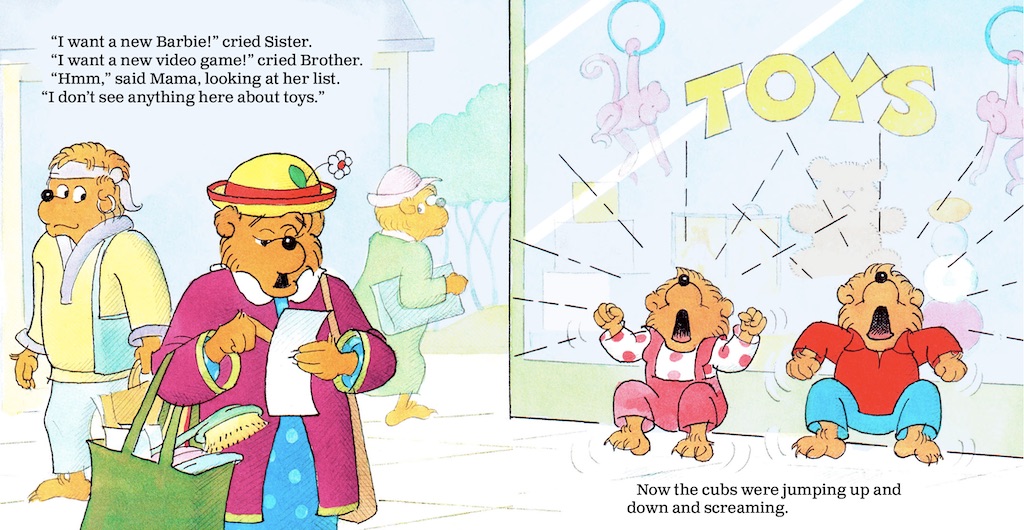 “I want a new Barbie!” cried Sister.
“I want a new video game!” cried Brother.
“Hmm,” said Mama, looking at her list.
“I don’t see anything here about toys.”
TOYS
Now the cubs were jumping up and
down and screaming.